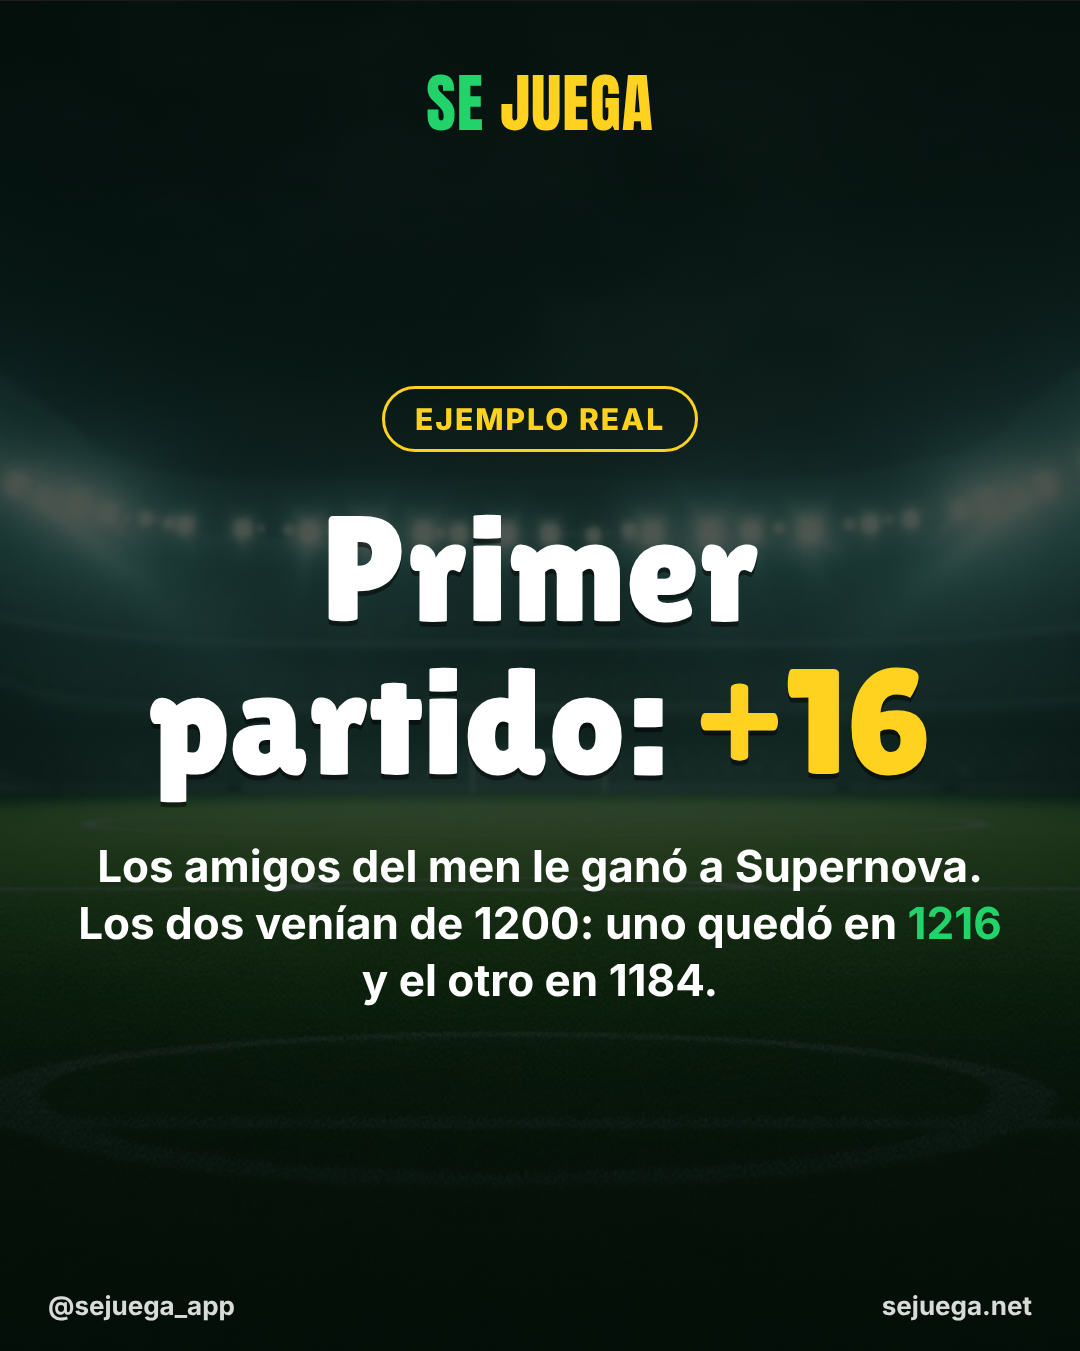 SE JUEGA
EJEMPLO REAL
Primer
partido: +16
Los amigos del men le ganó a Supernova.
Los dos venían de 1200: uno quedó en 1216
y el otro en 1184.
@sejuega_app
sejuega.net